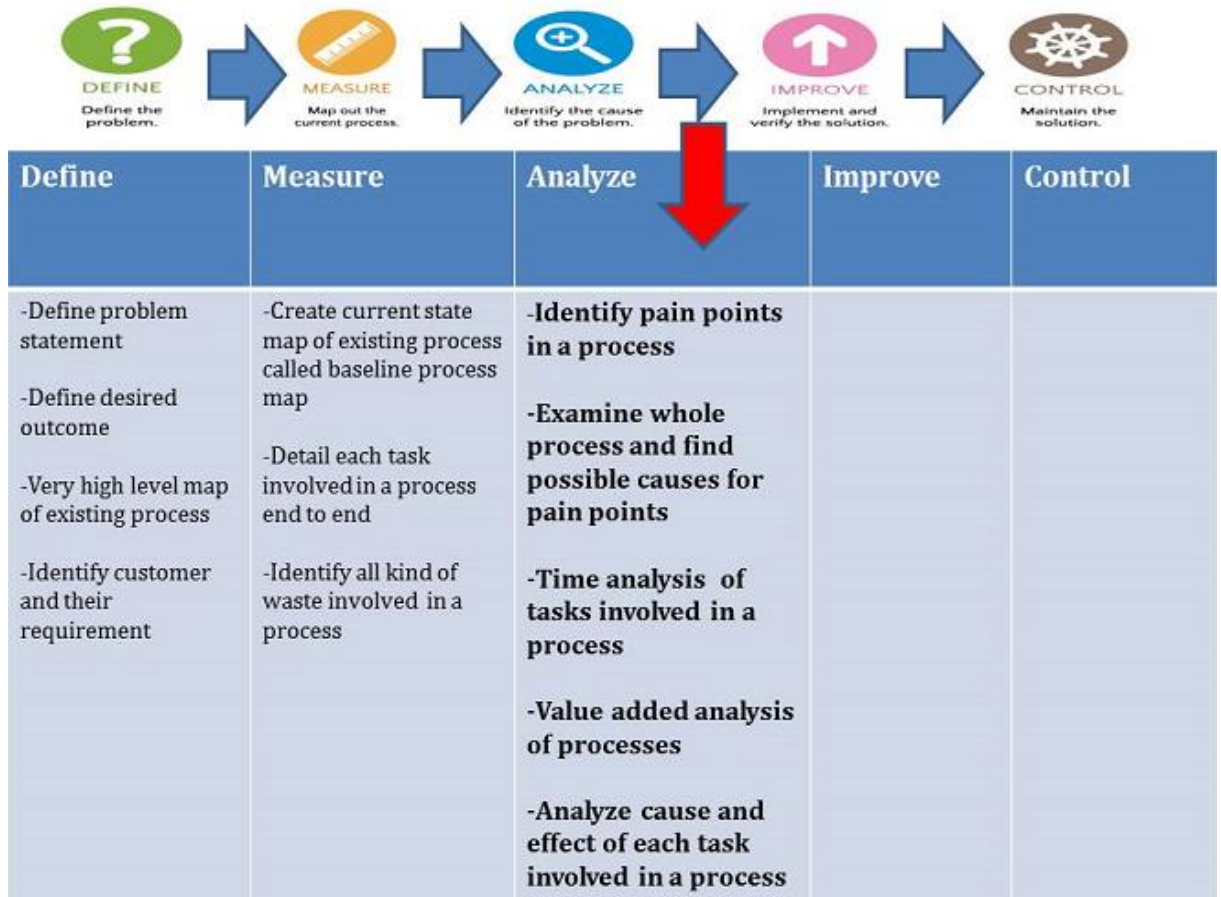 DEFINE
Define the
problem.
MEASURE
Map out the
current process.
ANALYZE
Identify the cause
of the problem.
IMPROVE
Implement and
verify the solution.
CONTROL
Maintain the
solution.
Define
Measure
Analyze
Improve
Control
-Define problem
statement
-Define desired
outcome
-Very high level map
of existing process
-Identify customer
and their
requirement
-Create current state
map of existing process
called baseline process
map
-Detail each task
involved in a process
end to end
-Identify all kind of
waste involved in a
process
-Identify pain points
in a process
-Examine whole
process and find
possible causes for
pain points
-Time analysis of
tasks involved in a
process
-Value added analysis
of processes
-Analyze cause and
effect of each task
involved in a process